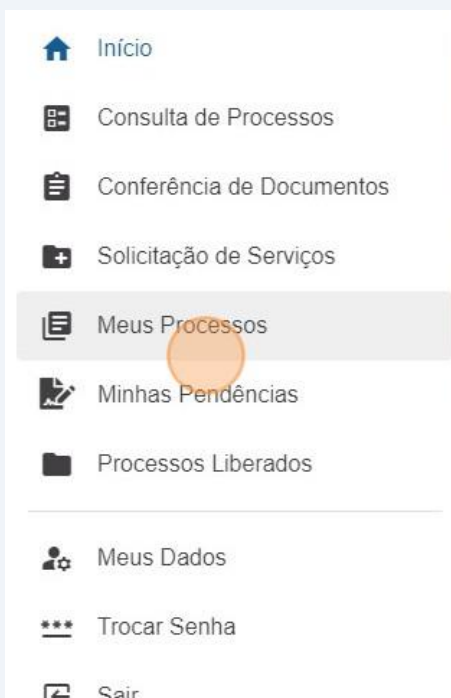 Início
Consulta de Processos
Conferência de Documentos
Solicitação de Serviços
Meus Processos
Minhas Pendências
Processos Liberados
Meus Dados
Trocar Senha
Sair